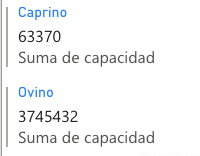 Caprino
63370
Suma de capacidad
Ovino
3745432
Suma de capacidad